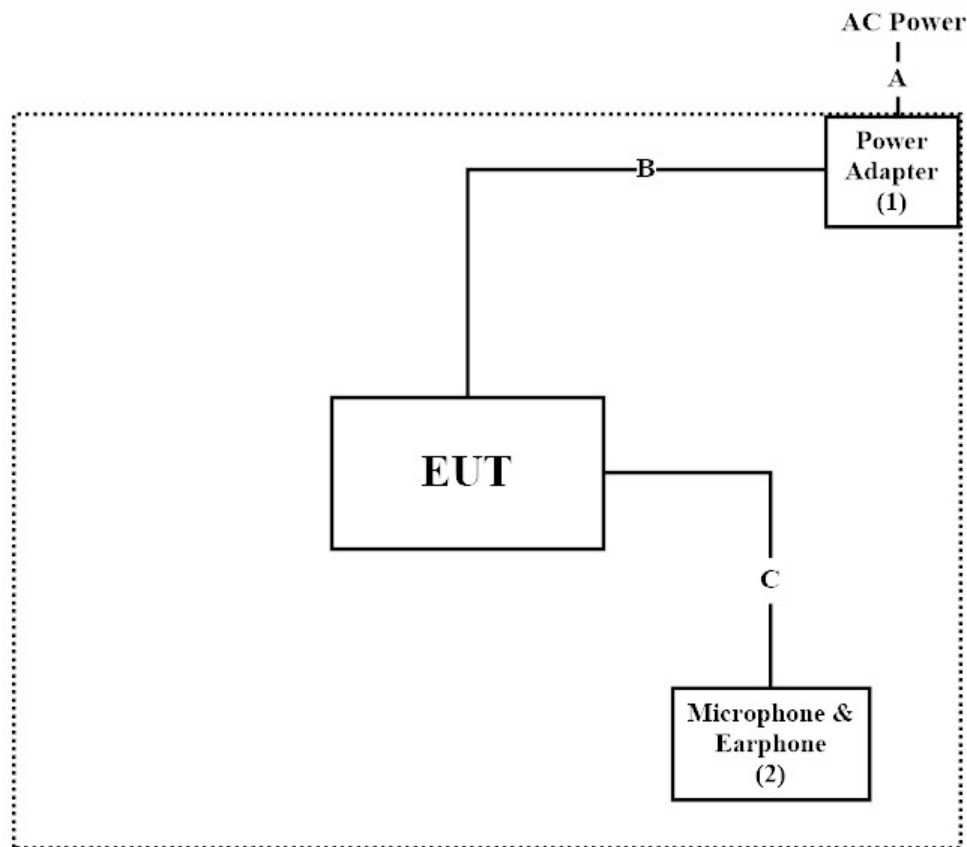 AC Power
A
Power
Adapter
(1)
B
EUT
C
Microphone &
Earphone
(2)